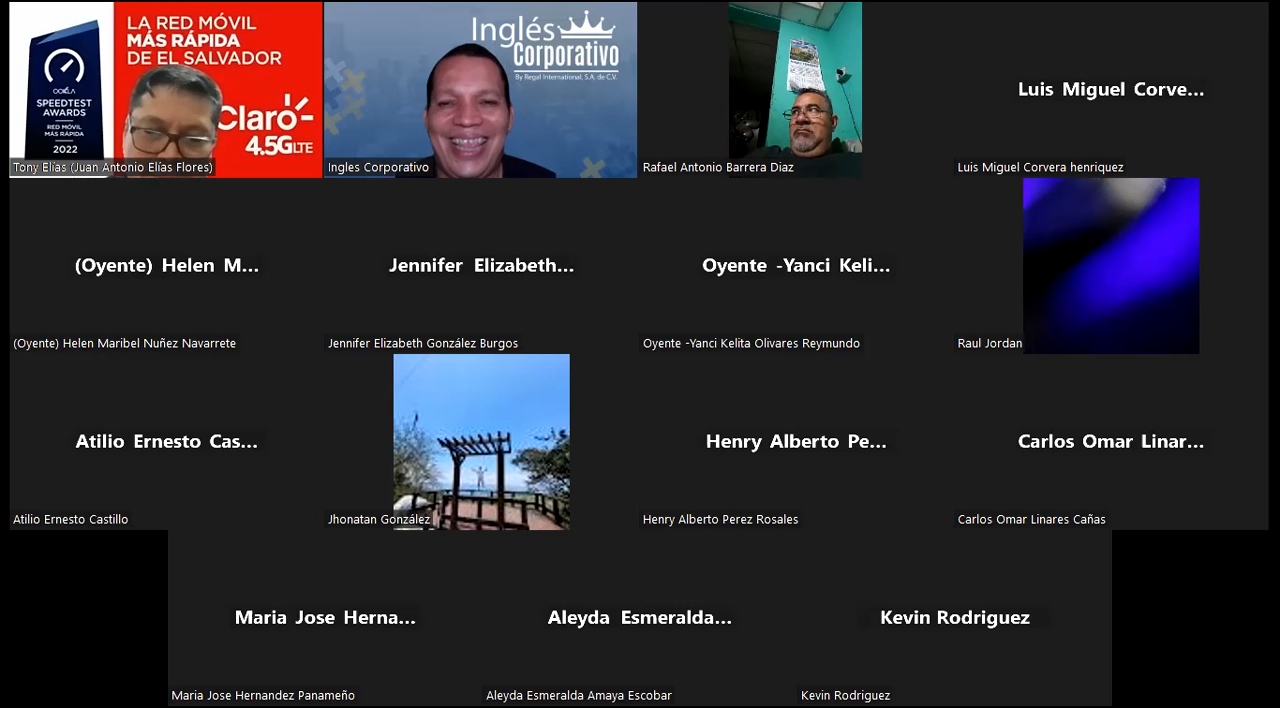 LA RED MÓVIL
MÁS RÁPIDA
DE EL SALVADOR
OOKLA
SPEEDTEST
AWARDS
RED MÓVIL
MÁS RÁPIDA
2022
Claro
4.5GLTE
Tony Elías (Juan Antonio Elías Flores)
Inglés
Corporativo
By Regal International, S.A. de C.V.
Ingles Corporativo
Rafael Antonio Barrera Diaz
Luis Miguel Corve...
Luis Miguel Corvera henriquez
(Oyente) Helen M...
(Oyente) Helen Maribel Nuñez Navarrete
Jennifer Elizabeth...
Jennifer Elizabeth González Burgos
Oyente -Yanci Keli...
Oyente -Yanci Kelita Olivares Reymundo
Raul Jordan
Atilio Ernesto Cas...
Atilio Ernesto Castillo
Jhonatan González
Henry Alberto Pe...
Henry Alberto Perez Rosales
Carlos Omar Linar...
Carlos Omar Linares Cañas
Maria Jose Herna...
Maria Jose Hernandez Panameño
Aleyda Esmeralda...
Aleyda Esmeralda Amaya Escobar
Kevin Rodriguez
Kevin Rodriguez